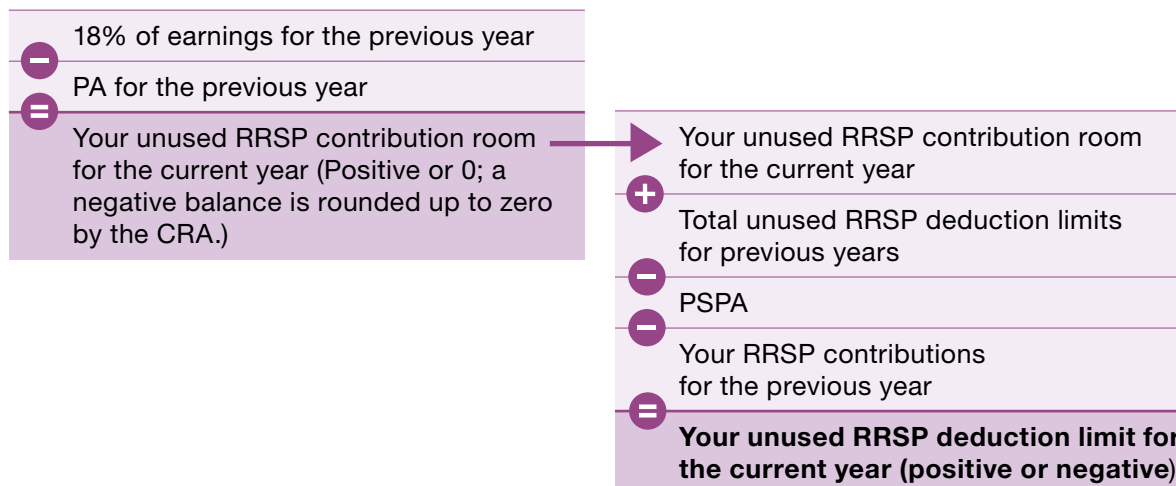 18% of earnings for the previous year
PA for the previous year
Your unused RRSP contribution room
for the current year (Positive or 0; a
negative balance is rounded up to zero
by the CRA.)
Your unused RRSP contribution room
for the current year
Total unused RRSP deduction limits
for previous years
PSPA
Your RRSP contributions
for the previous year
Your unused RRSP deduction limit for
the current year (positive or negative)